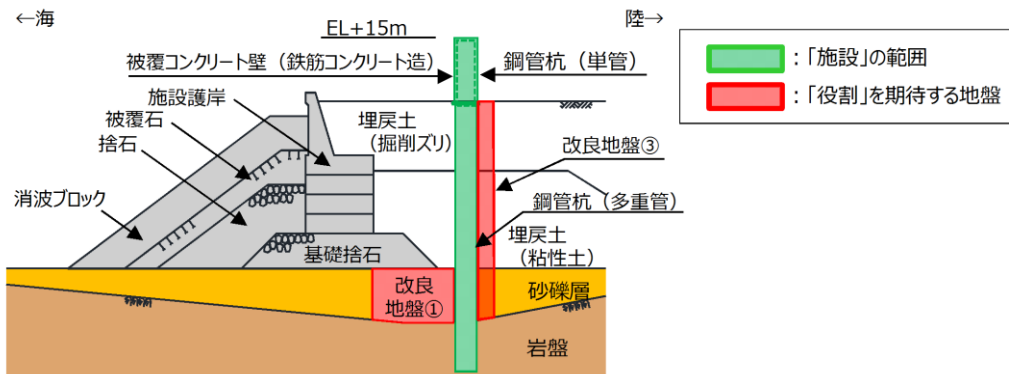 ←海
陸→
EL+15m
被覆コンクリート壁（鉄筋コンクリート造）
鋼管杭（単管）
施設護岸
被覆石
捨石
消波ブロック
埋戻土
（掘削ズリ）
改良地盤③
鋼管杭（多重管）
埋戻土
（粘性土）
基礎捨石
改良
地盤①
砂礫層
岩盤
：「施設」の範囲
：「役割」を期待する地盤